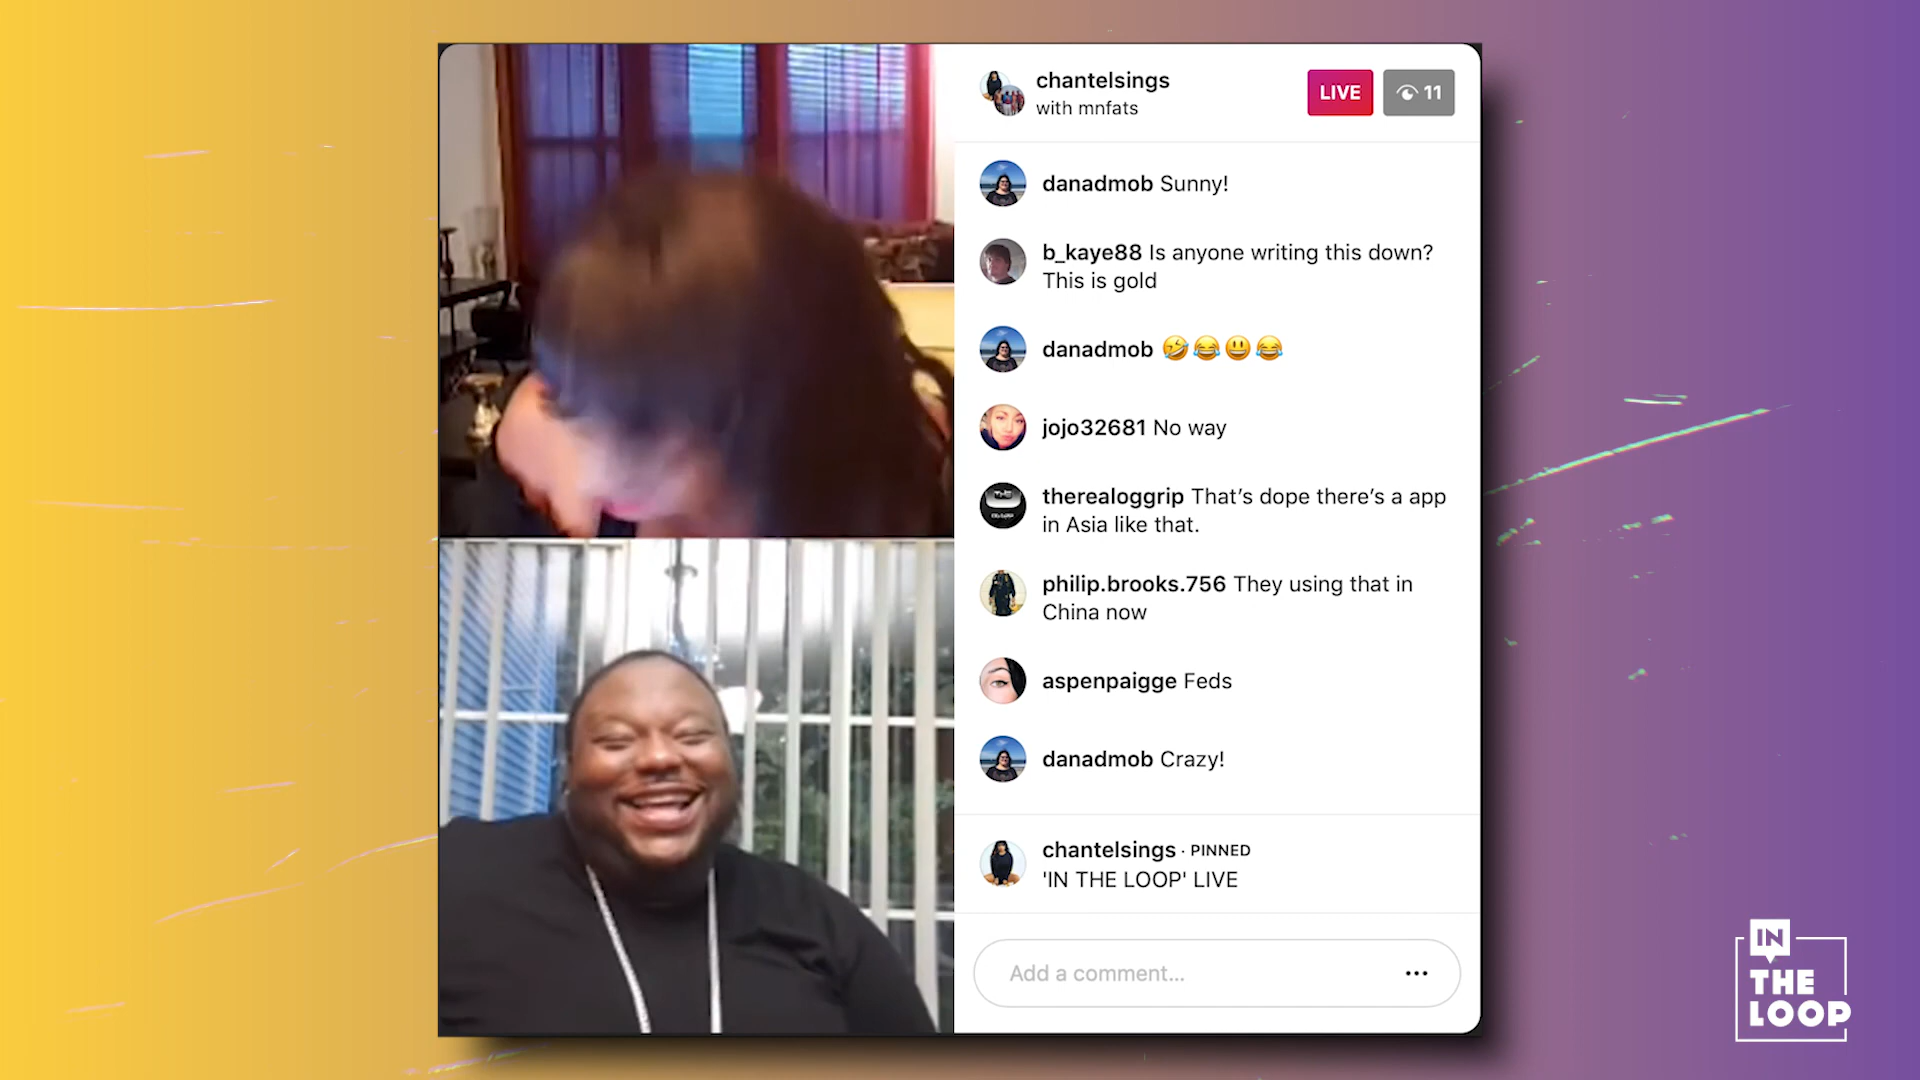 chantelsings
with mnfats
LIVE
11
danadmob Sunny!
b_kaye88 Is anyone writing this down?
This is gold
danadmob 🤣😂😃😂
jojo32681 No way
therealoggrip That’s dope there’s a app
in Asia like that.
philip.brooks.756 They using that in
China now
aspenpaigge Feds
danadmob Crazy!
chantelsings · PINNED
'IN THE LOOP' LIVE
Add a comment...
IN
THE
LOOP